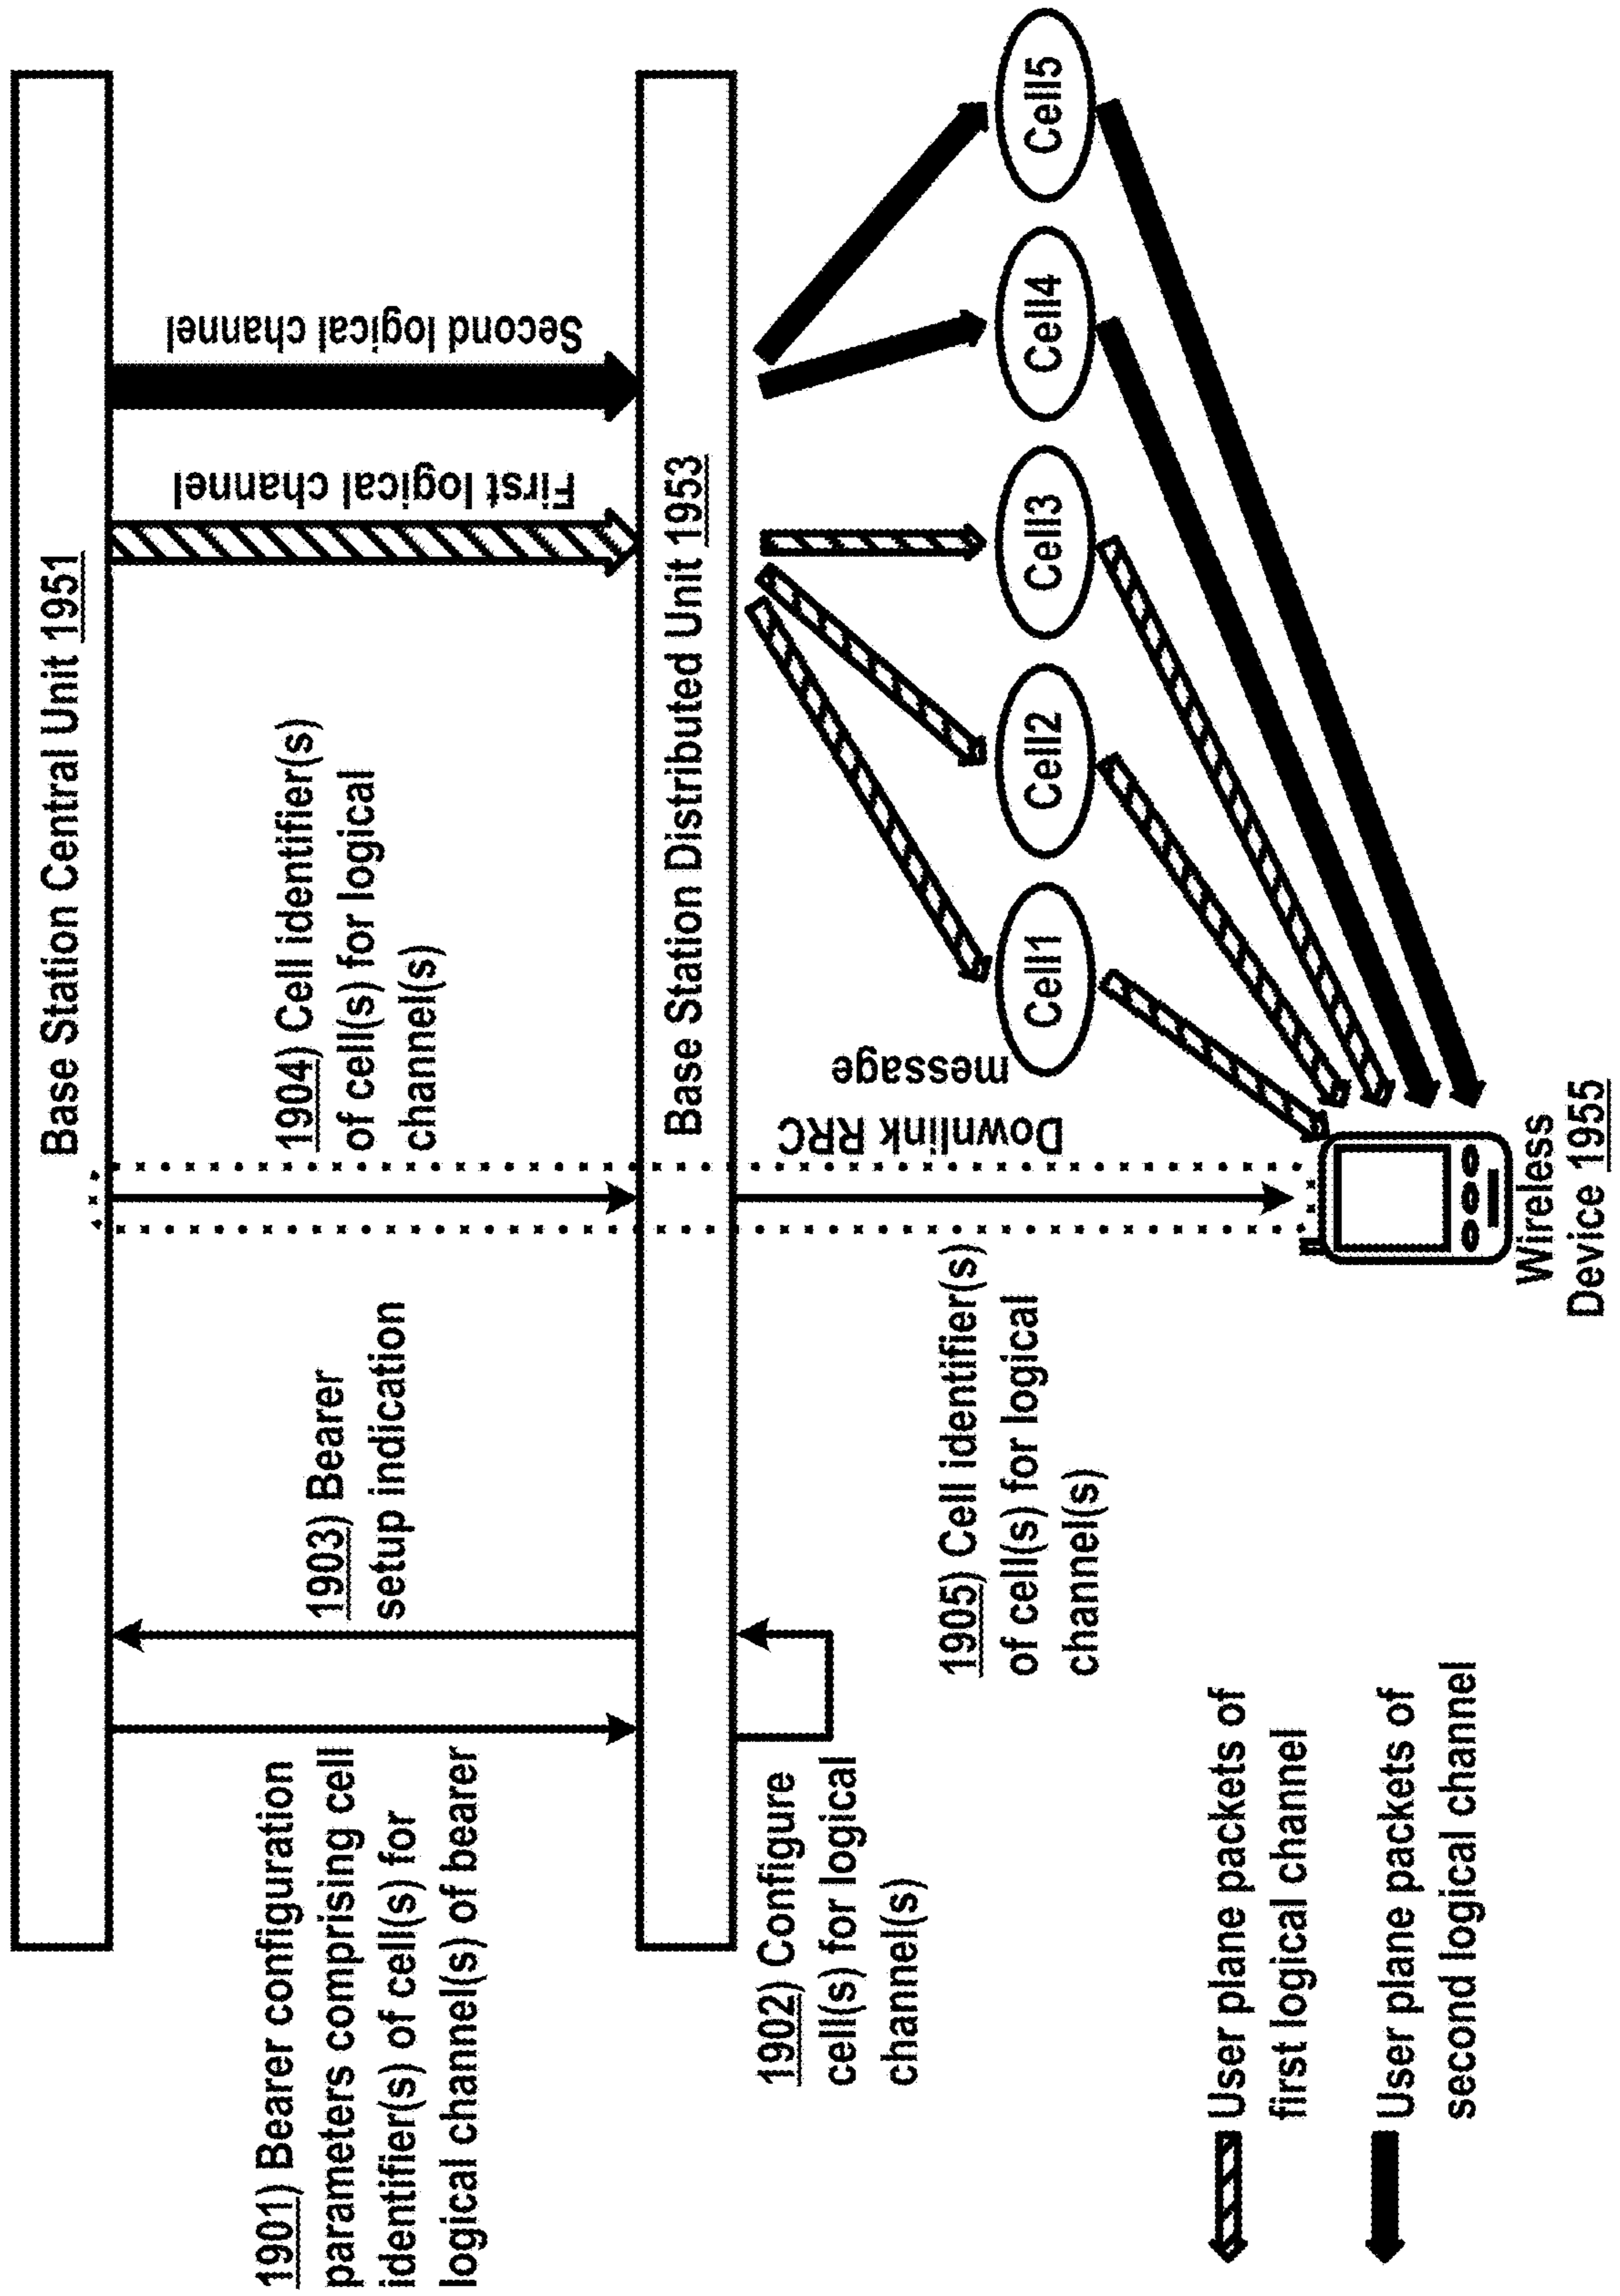 Base Station Central Unit 1951
1901) Bearer configuration
parameters comprising cell
identifier(s) of cell(s) for
logical channel(s) of bearer
1903) Bearer
setup indication
1904) Cell identifier(s)
of cell(s) for logical
channel(s)
First logical channel
Second logical channel
Base Station Distributed Unit 1953
1902) Configure
cell(s) for logical
channel(s)
1905) Cell identifier(s)
of cell(s) for logical
channel(s)
Downlink RRC
message
Cell1
Cell2
Cell3
Cell4
Cell5
User plane packets of
first logical channel
User plane packets of
second logical channel
Wireless
Device 1955